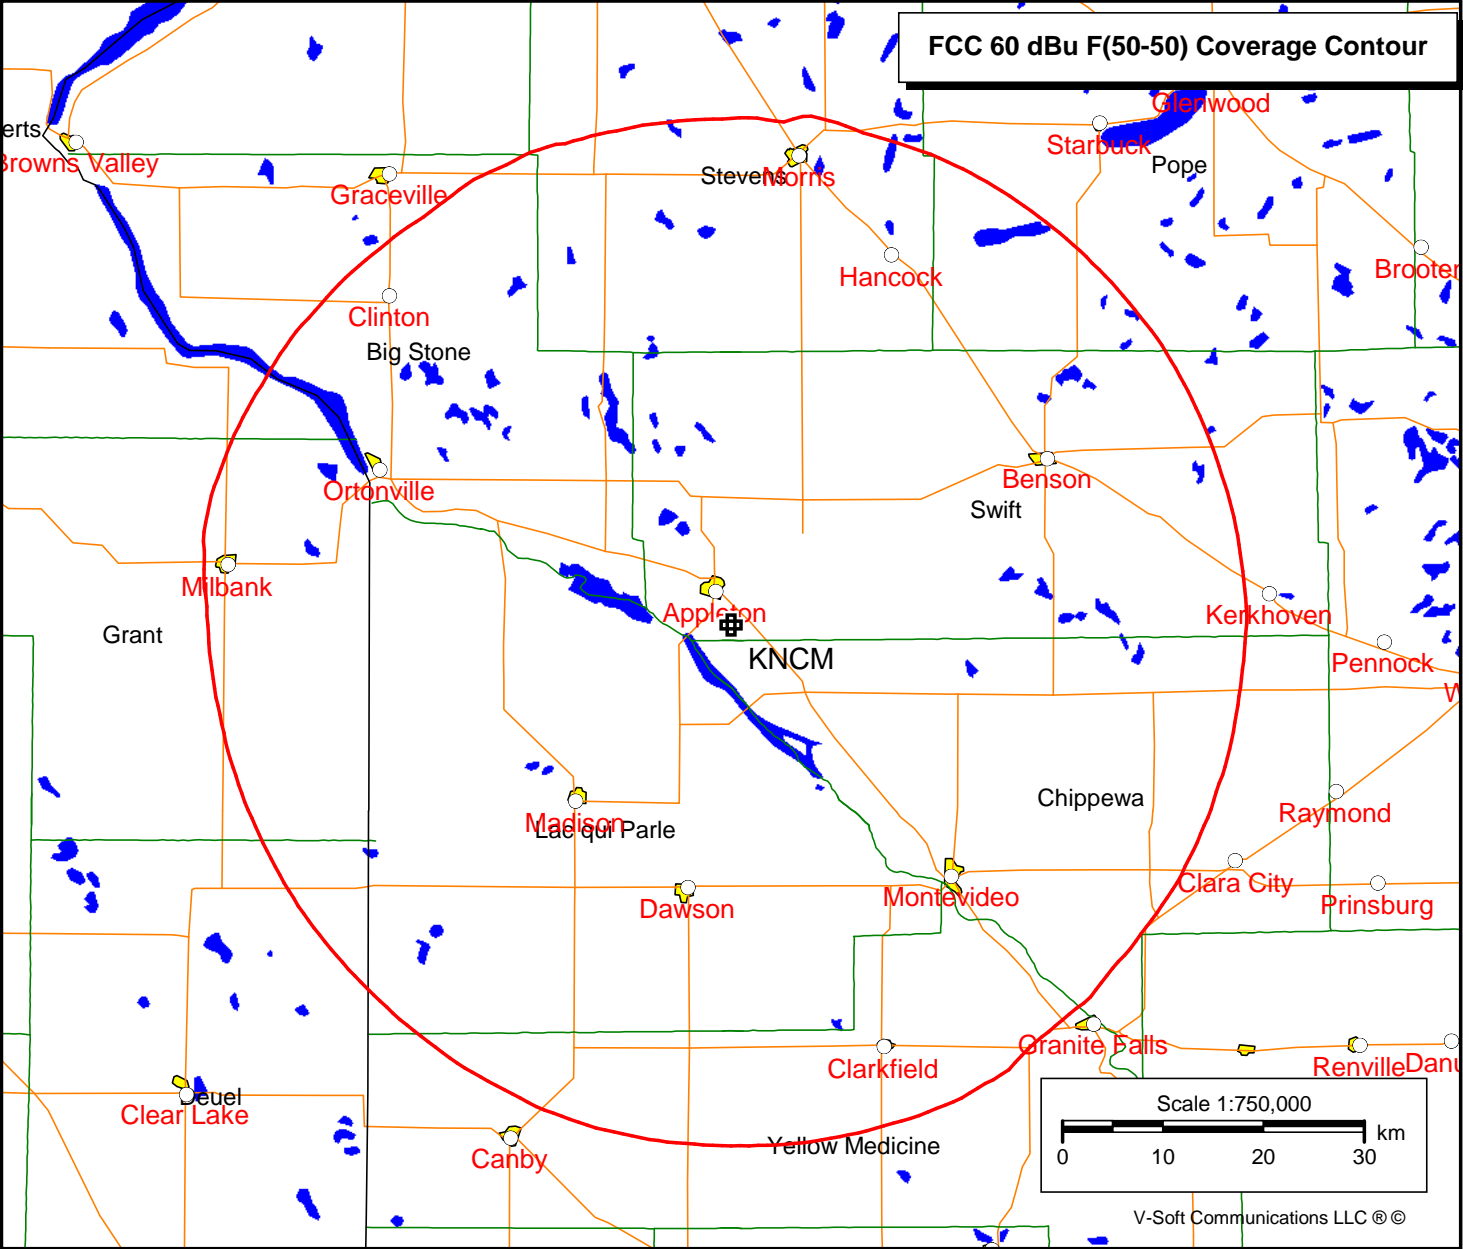 FCC 60 dBu F(50-50) Coverage Contour
Glenwood
erts
Starbuck
Browns Valley
Pope
Stevens
Morris
Graceville
Hancock
Brooter
Clinton
Big Stone
Benson
Ortonville
Swift
Milbank
Appleton
Kerkhoven
Grant
KNCM
Pennock
W
Chippewa
Raymond
Madison
Lac qui Parle
Clara City
Montevideo
Prinsburg
Dawson
Granite Falls
Renville
Danu
Clarkfield
Deuel
Clear Lake
Scale 1:750,000
km
0 10 20 30
Yellow Medicine
Canby
V-Soft Communications LLC ® ©